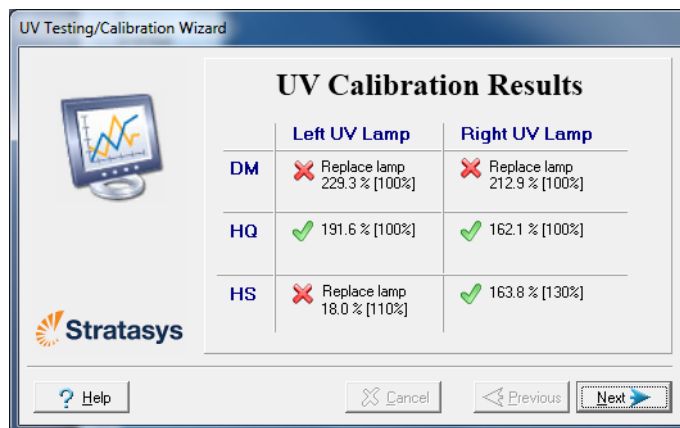 UV Testing/Calibration Wizard
UV Calibration Results
Left UV Lamp Right UV Lamp
DM Replace lamp Replace lamp
229.3 % [100%] 212.9 % [100%]
HQ 191.6 % [100%] 162.1 % [100%]
HS Replace lamp 163.8 % [130%]
18.0 % [110%]
Stratasys
? Help Cancel Previous Next